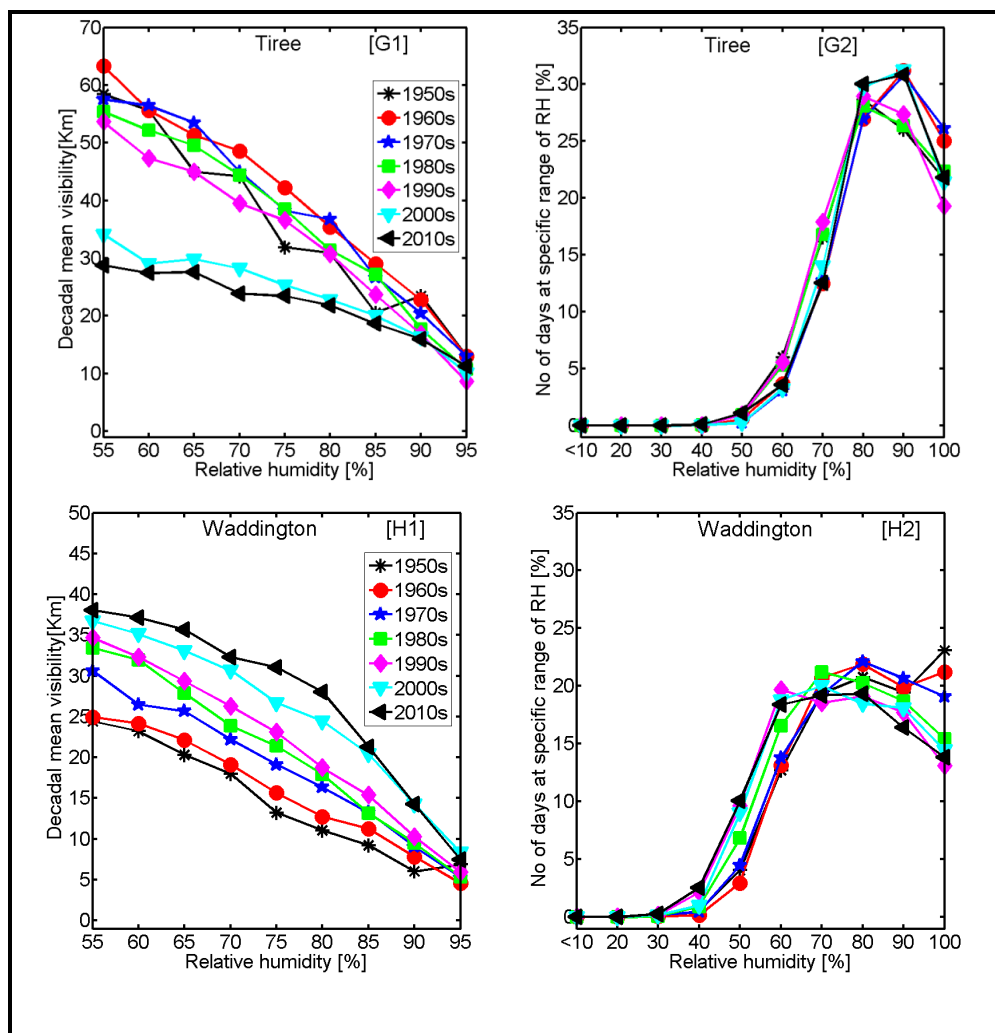 Tiree [G1]
Decadal mean visibility[Km]
70
60
50
40
30
20
10
0
1950s
1960s
1970s
1980s
1990s
2000s
2010s
55 60 65 70 75 80 85 90 95
Relative humidity [%]
Tiree [G2]
No of days at specific range of RH [%]
35
30
25
20
15
10
5
0
<10 20 30 40 50 60 70 80 90 100
Relative humidity [%]
Waddington [H1]
Decadal mean visibility[Km]
50
45
40
35
30
25
20
15
10
5
0
1950s
1960s
1970s
1980s
1990s
2000s
2010s
55 60 65 70 75 80 85 90 95
Relative humidity [%]
Waddington [H2]
No of days at specific range of RH [%]
35
30
25
20
15
10
5
0
<10 20 30 40 50 60 70 80 90 100
Relative humidity [%]